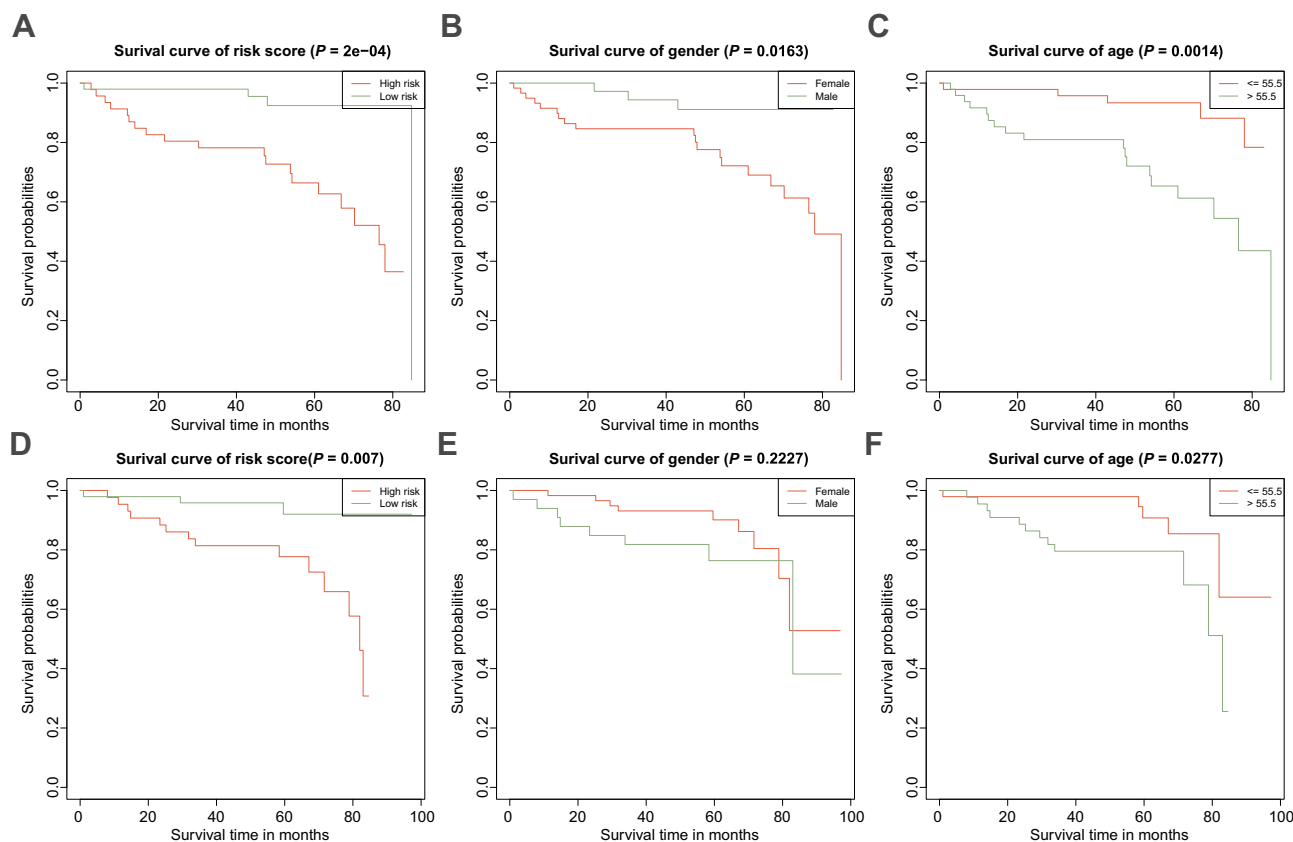 A
Surival curve of risk score (P = 2e−04)
High risk
Low risk
Survival probabilities
0.0 0.2 0.4 0.6 0.8 1.0
0 20 40 60 80
Survival time in months
B
Surival curve of gender (P = 0.0163)
Female
Male
Survival probabilities
0.0 0.2 0.4 0.6 0.8 1.0
0 20 40 60 80
Survival time in months
C
Surival curve of age (P = 0.0014)
<= 55.5
> 55.5
Survival probabilities
0.0 0.2 0.4 0.6 0.8 1.0
0 20 40 60 80
Survival time in months
D
Surival curve of risk score(P = 0.007)
High risk
Low risk
Survival probabilities
0.0 0.2 0.4 0.6 0.8 1.0
0 20 40 60 80 100
Survival time in months
E
Surival curve of gender (P = 0.2227)
Female
Male
Survival probabilities
0.0 0.2 0.4 0.6 0.8 1.0
0 20 40 60 80 100
Survival time in months
F
Surival curve of age (P = 0.0277)
<= 55.5
> 55.5
Survival probabilities
0.0 0.2 0.4 0.6 0.8 1.0
0 20 40 60 80 100
Survival time in months